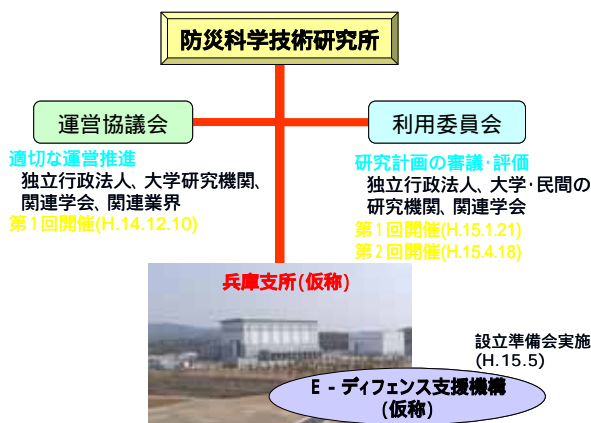 防災科学技術研究所
運営協議会
利用委員会
適切な運営推進
独立行政法人、大学研究機関、
関連学会、関連業界
第1回開催(H.14.12.10)
研究計画の審議・評価
独立行政法人、大学・民間の
研究機関、関連学会
第1回開催(H.15.1.21)
第2回開催(H.15.4.18)
兵庫支所(仮称)
設立準備会実施
(H.15.5)
E - ディフェンス支援機構
(仮称)